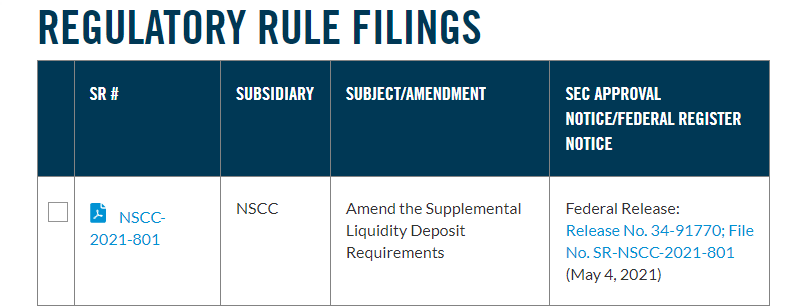 REGULATORY RULE FILINGS
SR #
SUBSIDIARY
SUBJECT/AMENDMENT
SEC APPROVAL
NOTICE/FEDERAL REGISTER
NOTICE
NSCC-
2021-801
NSCC
Amend the Supplemental
Liquidity Deposit
Requirements
Federal Release:
Release No. 34-91770; File
No. SR-NSCC-2021-801
(May 4, 2021)